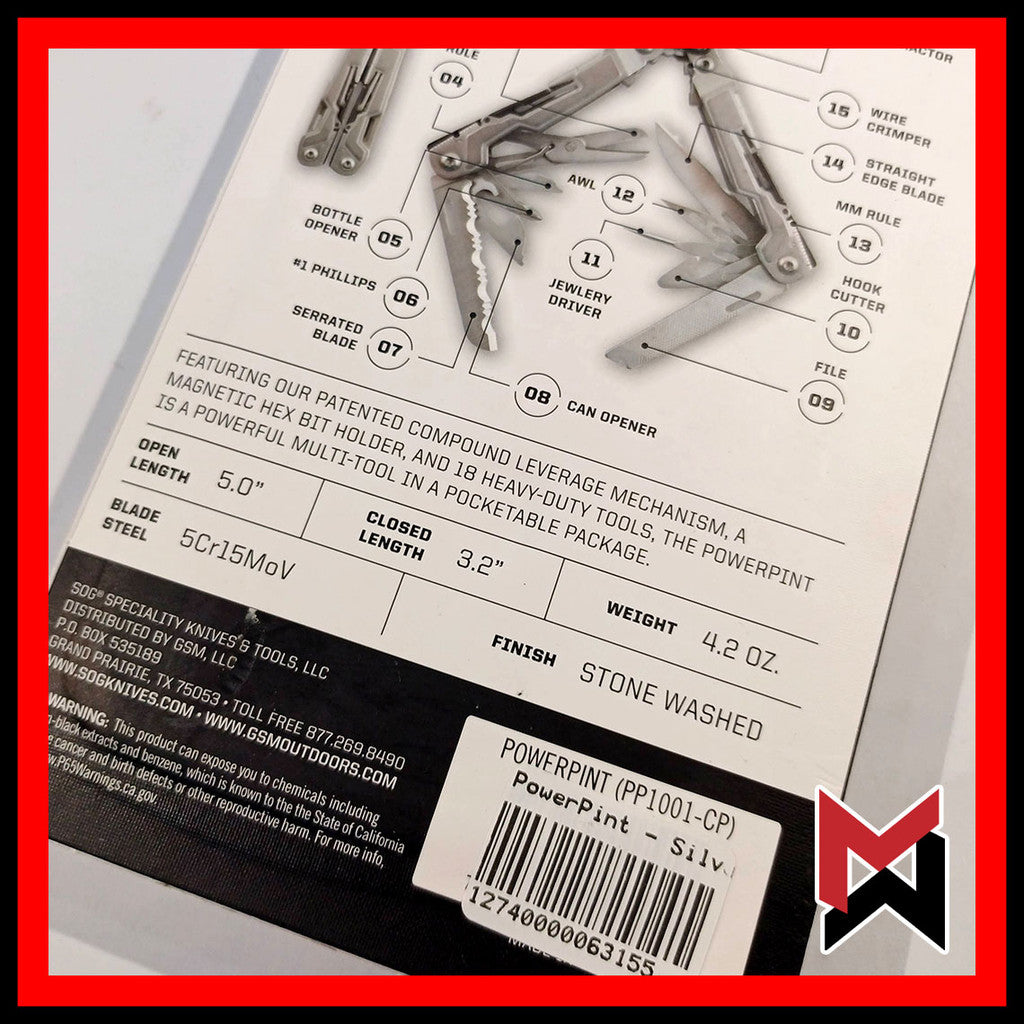 RULE
04
15
WIRE
CRIMPER
14
STRAIGHT
EDGE BLADE
AWL
12
MM RULE
13
BOTTLE
OPENER
05
11
JEWLERY
DRIVER
HOOK
CUTTER
10
#1 PHILLIPS
06
SERRATED
BLADE
07
FILE
09
08
CAN OPENER
FEATURING OUR PATENTED COMPOUND LEVERAGE MECHANISM, A
MAGNETIC HEX BIT HOLDER, AND 18 HEAVY-DUTY TOOLS, THE POWERPINT
IS A POWERFUL MULTI-TOOL IN A POCKETABLE PACKAGE.
OPEN
LENGTH
5.0"
CLOSED
LENGTH
3.2"
WEIGHT
4.2 OZ.
BLADE
STEEL
5Cr15MoV
FINISH
STONE WASHED
SOG® SPECIALITY KNIVES & TOOLS, LLC
DISTRIBUTED BY GSM, LLC
P.O. BOX 535189
GRAND PRAIRIE, TX 75053 • TOLL FREE 877.269.8490
WWW.SOGKNIVES.COM • WWW.GSMOUTDOORS.COM
WARNING: This product can expose you to chemicals including
-black extracts and benzene, which is known to the the State of California
cancer and birth defects or other reproductive harm. For more info,
.P65Warnings.ca.gov.
POWERPINT (PP1001-CP)
PowerPint - Silv
12740000063155